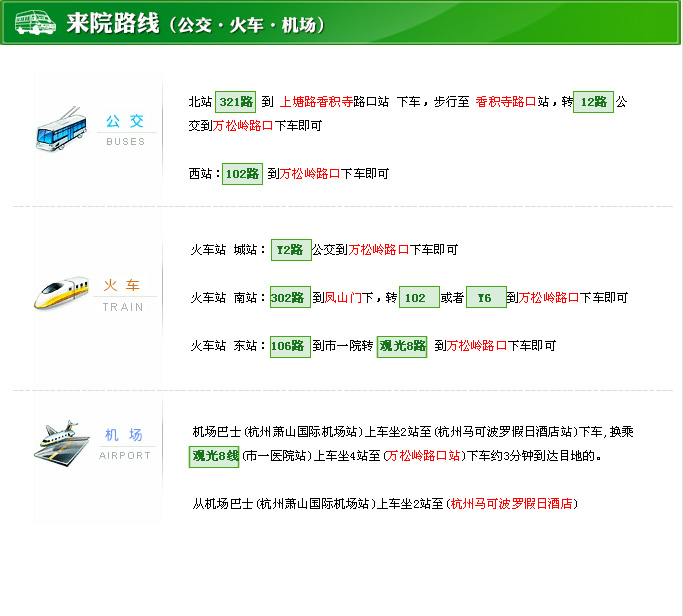 来院路线（公交·火车·机场）
北站 321路 到 上塘路香积寺路口站 下车，步行至 香积寺路口站，转 12路 公
公交
交到万松岭路口下车即可
BUSES
西站：102路 到万松岭路口下车即可
火车站 城站： Y2路 公交到万松岭路口下车即可
火车
火车站 南站：302路 到凤山门下，转 102 或者 Y6 到万松岭路口下车即可
TRAIN
火车站 东站：106路 到市一院转 观光8路 到万松岭路口下车即可
机场
机场巴士(杭州萧山国际机场站)上车坐2站至(杭州马可波罗假日酒店站)下车,换乘
AIRPORT
观光8线(市一医院站)上车坐4站至(万松岭路口站)下车约3分钟到达目地的。
从机场巴士(杭州萧山国际机场站)上车坐2站至(杭州马可波罗假日酒店)